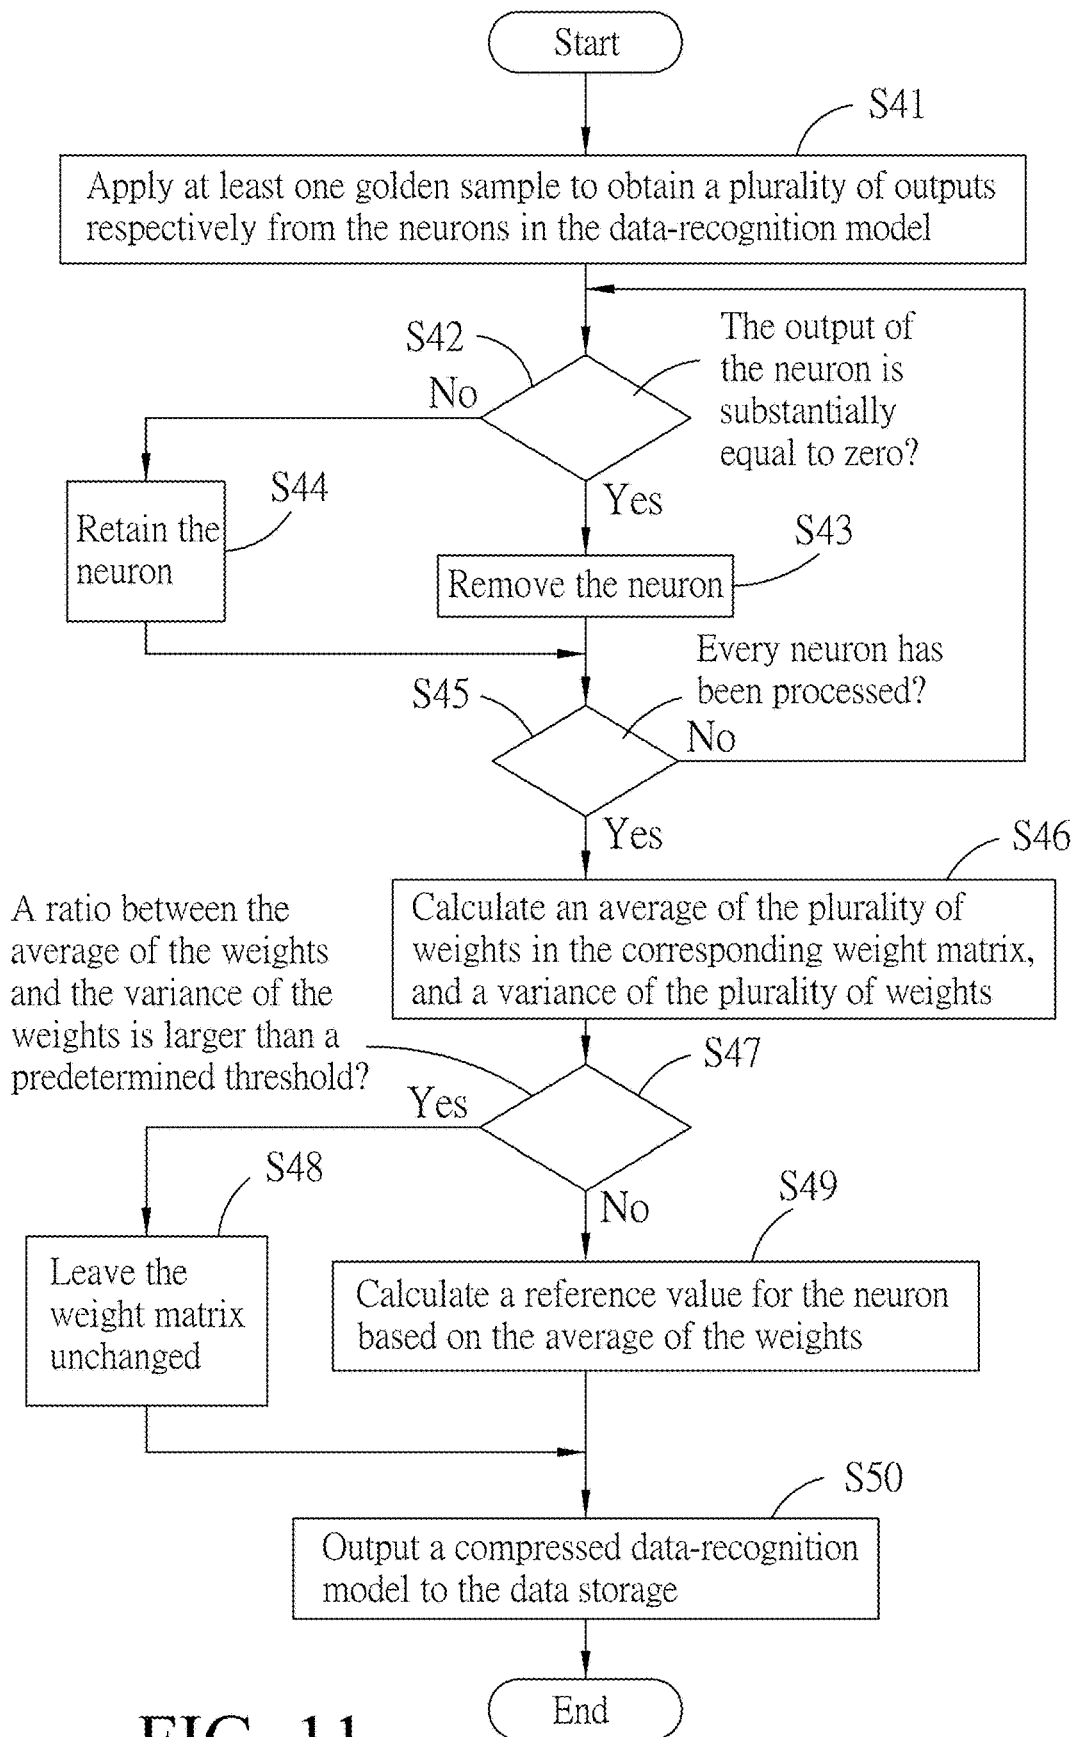 Start
S41
Apply at least one golden sample to obtain a plurality of outputs
respectively from the neurons in the data-recognition model
S42
The output of
the neuron is
substantially
equal to zero?
No
Yes
S44
Retain the
neuron
S43
Remove the neuron
Every neuron has
been processed?
S45
No
Yes
S46
Calculate an average of the plurality of
weights in the corresponding weight matrix,
and a variance of the plurality of weights
A ratio between the
average of the weights
and the variance of the
weights is larger than a
predetermined threshold?
S47
Yes
No
S48
Leave the
weight matrix
unchanged
S49
Calculate a reference value for the neuron
based on the average of the weights
S50
Output a compressed data-recognition
model to the data storage
End
FIG. 11